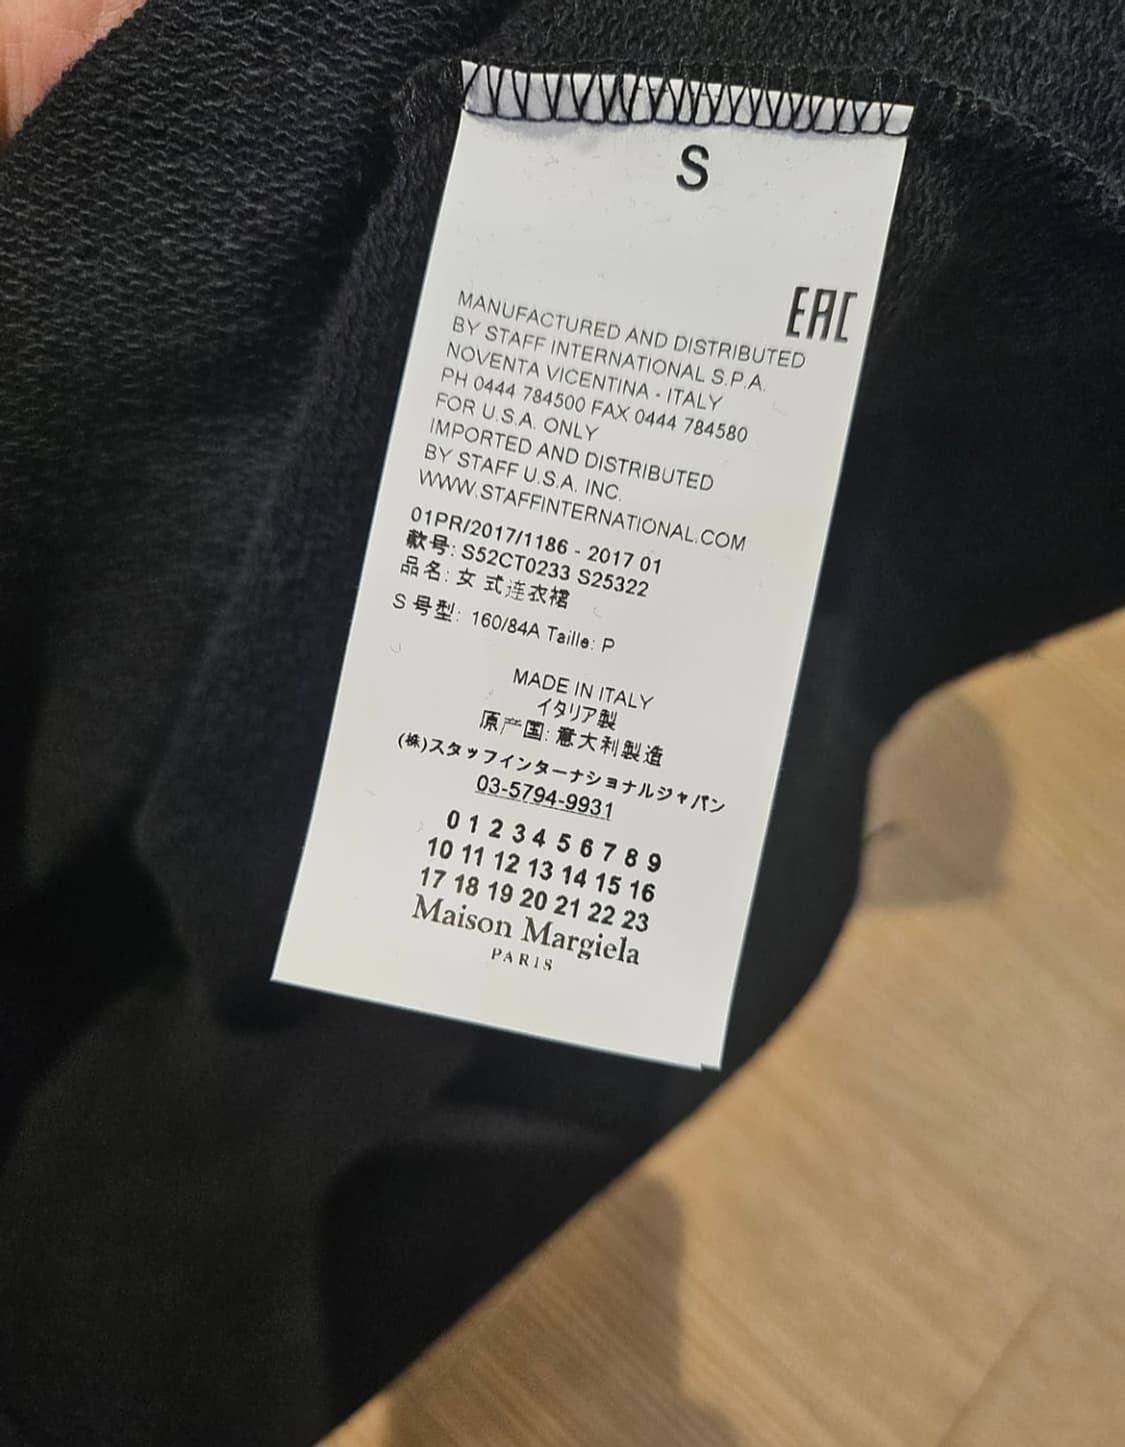 S
EAC
MANUFACTURED AND DISTRIBUTED
BY STAFF INTERNATIONAL S.P.A.
NOVENTA VICENTINA - ITALY
PH 0444 784500 FAX 0444 784580
FOR U.S.A. ONLY
IMPORTED AND DISTRIBUTED
BY STAFF U.S.A. INC.
WWW.STAFFINTERNATIONAL.COM
01PR/2017/1186 - 2017 01
款号: S52CT0233 S25322
品名: 女 式连衣裙
S 号型: 160/84A Taille: P
MADE IN ITALY
イタリア製
原产国: 意大利製造
(株)スタッフインターナショナルジャパン
03-5794-9931
0 1 2 3 4 5 6 7 8 9
10 11 12 13 14 15 16
17 18 19 20 21 22 23
Maison Margiela
PARIS